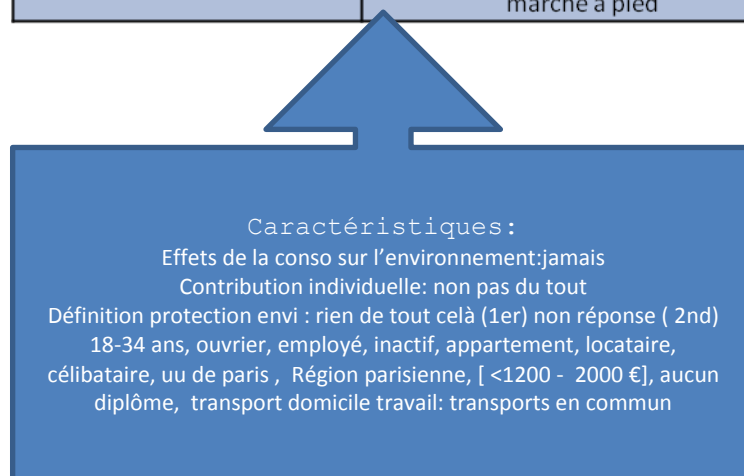 marche à pied
Caractéristiques:
Effets de la conso sur l'environnement:jamais
Contribution individuelle: non pas du tout
Définition protection envi : rien de tout celà (1er) non réponse ( 2nd)
18-34 ans, ouvrier, employé, inactif, appartement, locataire,
célibataire, uu de paris , Région parisienne, [ <1200 - 2000 €], aucun
diplôme, transport domicile travail: transports en commun